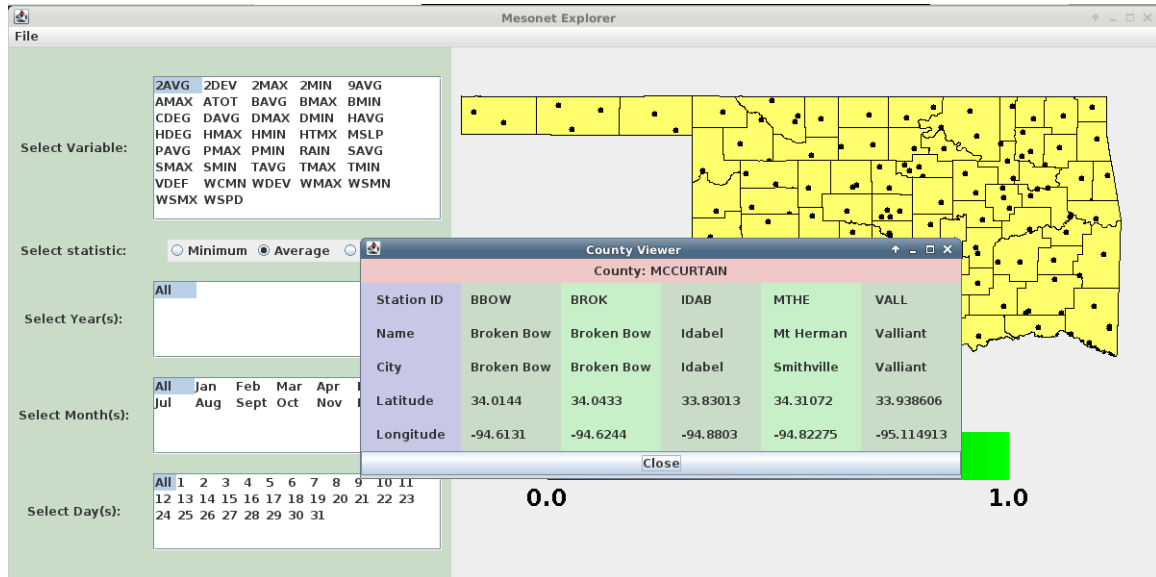 Mesonet Explorer
File
Select Variable:
2AVG 2DEV 2MAX 2MIN 9AVG
AMAX ATOT BAVG BMAX BMIN
CDEG DAVG DMAX DMIN HAVG
HDEG HMAX HMIN HTMX MSLP
PAVG PMAX PMIN RAIN SAVG
SMAX SMIN TAVG TMAX TMIN
VDEF WCMN WDEV WMAX WSMN
WSMX WSPD
Select statistic:
Minimum Average
Select Year(s):
All
Select Month(s):
All Jan Feb Mar Apr
Jul Aug Sept Oct Nov
Select Day(s):
All 1 2 3 4 5 6 7 8 9 10 11
12 13 14 15 16 17 18 19 20 21 22 23
24 25 26 27 28 29 30 31
County Viewer
County: MCCURTAIN
Station ID BBOW BROK IDAB MTHE VALL
Name Broken Bow Broken Bow Idabel Mt Herman Valliant
City Broken Bow Broken Bow Idabel Smithville Valliant
Latitude 34.0144 34.0433 33.83013 34.31072 33.938606
Longitude -94.6131 -94.6244 -94.8803 -94.82275 -95.114913
Close
0.0 1.0